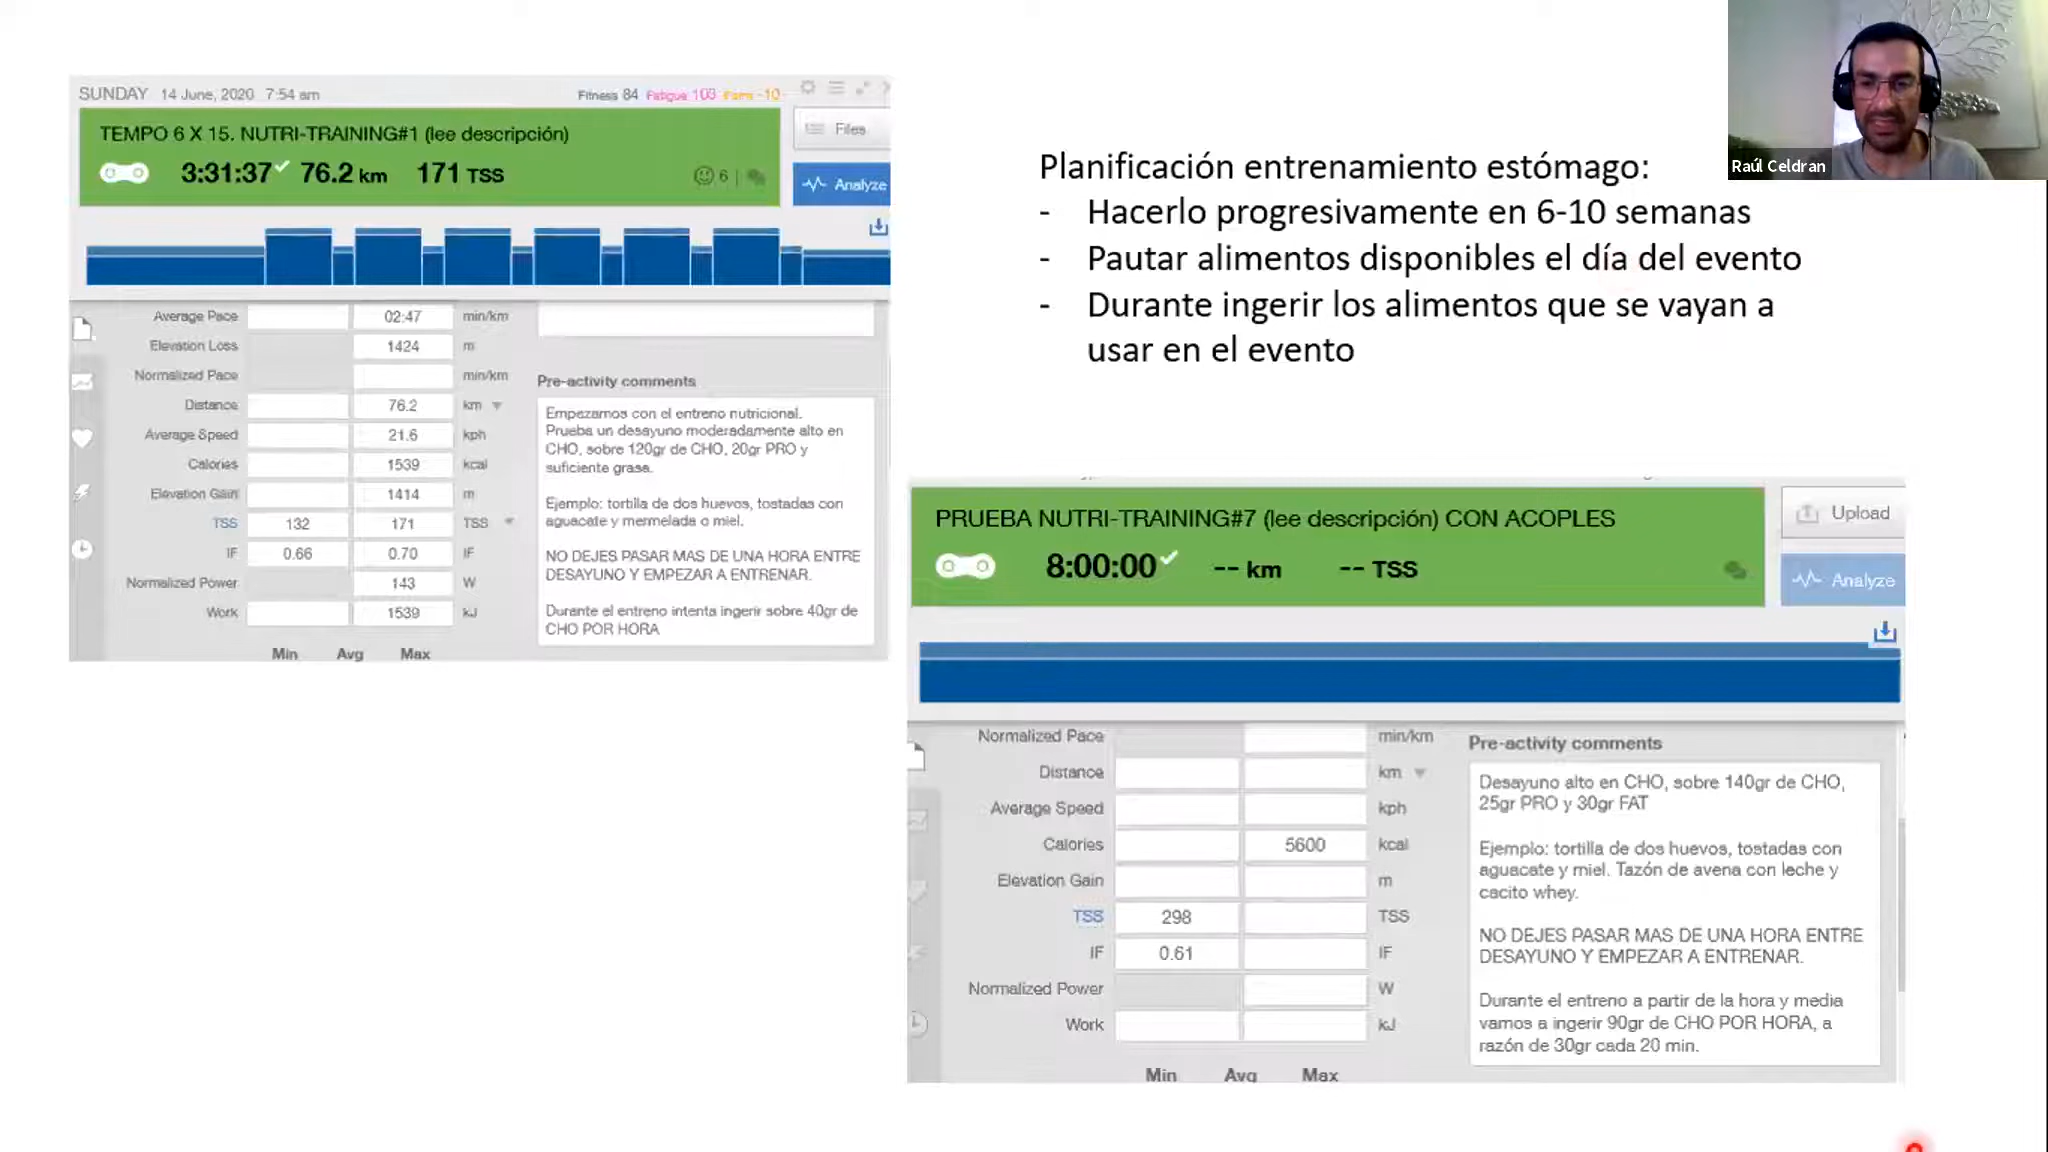 SUNDAY 14 June, 2020 7:54 am Fitness 84 Fatigue 103 Form -10
TEMPO 6 X 15. NUTRI-TRAINING#1 (lee descripción)
3:31:37 76.2 km 171 TSS 6
Files
Analyze
Average Pace 02:47 min/km
Elevation Loss 1424 m
Normalized Pace min/km
Distance 76.2 km
Average Speed 21.6 kph
Calories 1539 kcal
Elevation Gain 1414 m
TSS 132 171 TSS
IF 0.66 0.70 IF
Normalized Power 143 W
Work 1539 kJ
Min Avg Max
Pre-activity comments
Empezamos con el entreno nutricional.
Prueba un desayuno moderadamente alto en
CHO, sobre 120gr de CHO, 20gr PRO y
suficiente grasa.
Ejemplo: tortilla de dos huevos, tostadas con
aguacate y mermelada o miel.
NO DEJES PASAR MAS DE UNA HORA ENTRE
DESAYUNO Y EMPEZAR A ENTRENAR.
Durante el entreno intenta ingerir sobre 40gr de
CHO POR HORA
Raúl Celdran
Planificación entrenamiento estómago:
- Hacerlo progresivamente en 6-10 semanas
- Pautar alimentos disponibles el día del evento
- Durante ingerir los alimentos que se vayan a
usar en el evento
PRUEBA NUTRI-TRAINING#7 (lee descripción) CON ACOPLES
8:00:00 -- km -- TSS
Upload
Analyze
Normalized Pace min/km
Distance km
Average Speed kph
Calories 5600 kcal
Elevation Gain m
TSS 298 TSS
IF 0.61 IF
Normalized Power W
Work kJ
Min Avg Max
Pre-activity comments
Desayuno alto en CHO, sobre 140gr de CHO,
25gr PRO y 30gr FAT
Ejemplo: tortilla de dos huevos, tostadas con
aguacate y miel. Tazón de avena con leche y
cacito whey.
NO DEJES PASAR MAS DE UNA HORA ENTRE
DESAYUNO Y EMPEZAR A ENTRENAR.
Durante el entreno a partir de la hora y media
vamos a ingerir 90gr de CHO POR HORA, a
razón de 30gr cada 20 min.